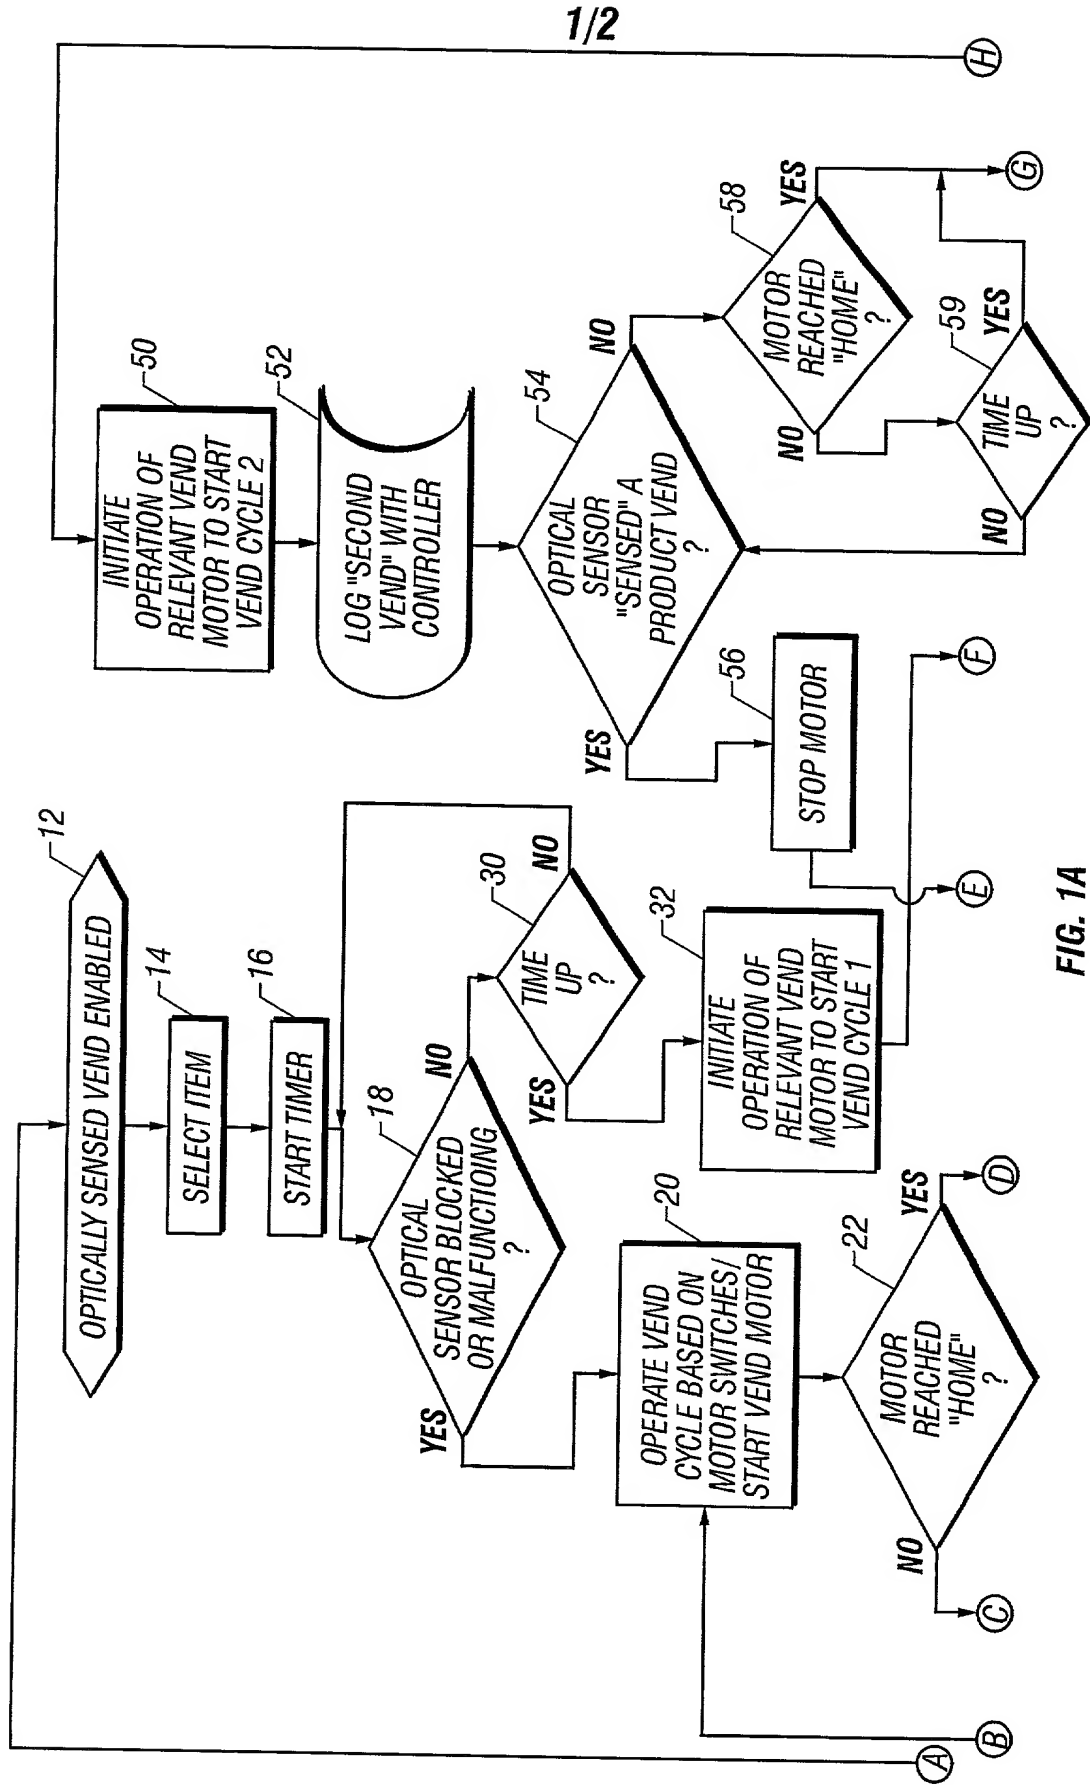 1/2
12
OPTICALLY SENSED VEND ENABLED
14
SELECT ITEM
16
START TIMER
18
OPTICAL
SENSOR BLOCKED
OR MALFUNCTIOING
?
YES
NO
30
TIME
UP
?
YES
NO
32
INITIATE
OPERATION OF
RELEVANT VEND
MOTOR TO START
VEND CYCLE 1
20
OPERATE VEND
CYCLE BASED ON
MOTOR SWITCHES/
START VEND MOTOR
22
MOTOR
REACHED
"HOME"
?
NO
YES
50
INITIATE
OPERATION OF
RELEVANT VEND
MOTOR TO START
VEND CYCLE 2
52
LOG "SECOND
VEND" WITH
CONTROLLER
54
OPTICAL
SENSOR
"SENSED" A
PRODUCT VEND
?
YES
NO
56
STOP MOTOR
58
MOTOR
REACHED
"HOME"
?
NO
YES
59
TIME
UP
?
NO
YES
A
B
C
D
E
F
G
H
FIG. 1A